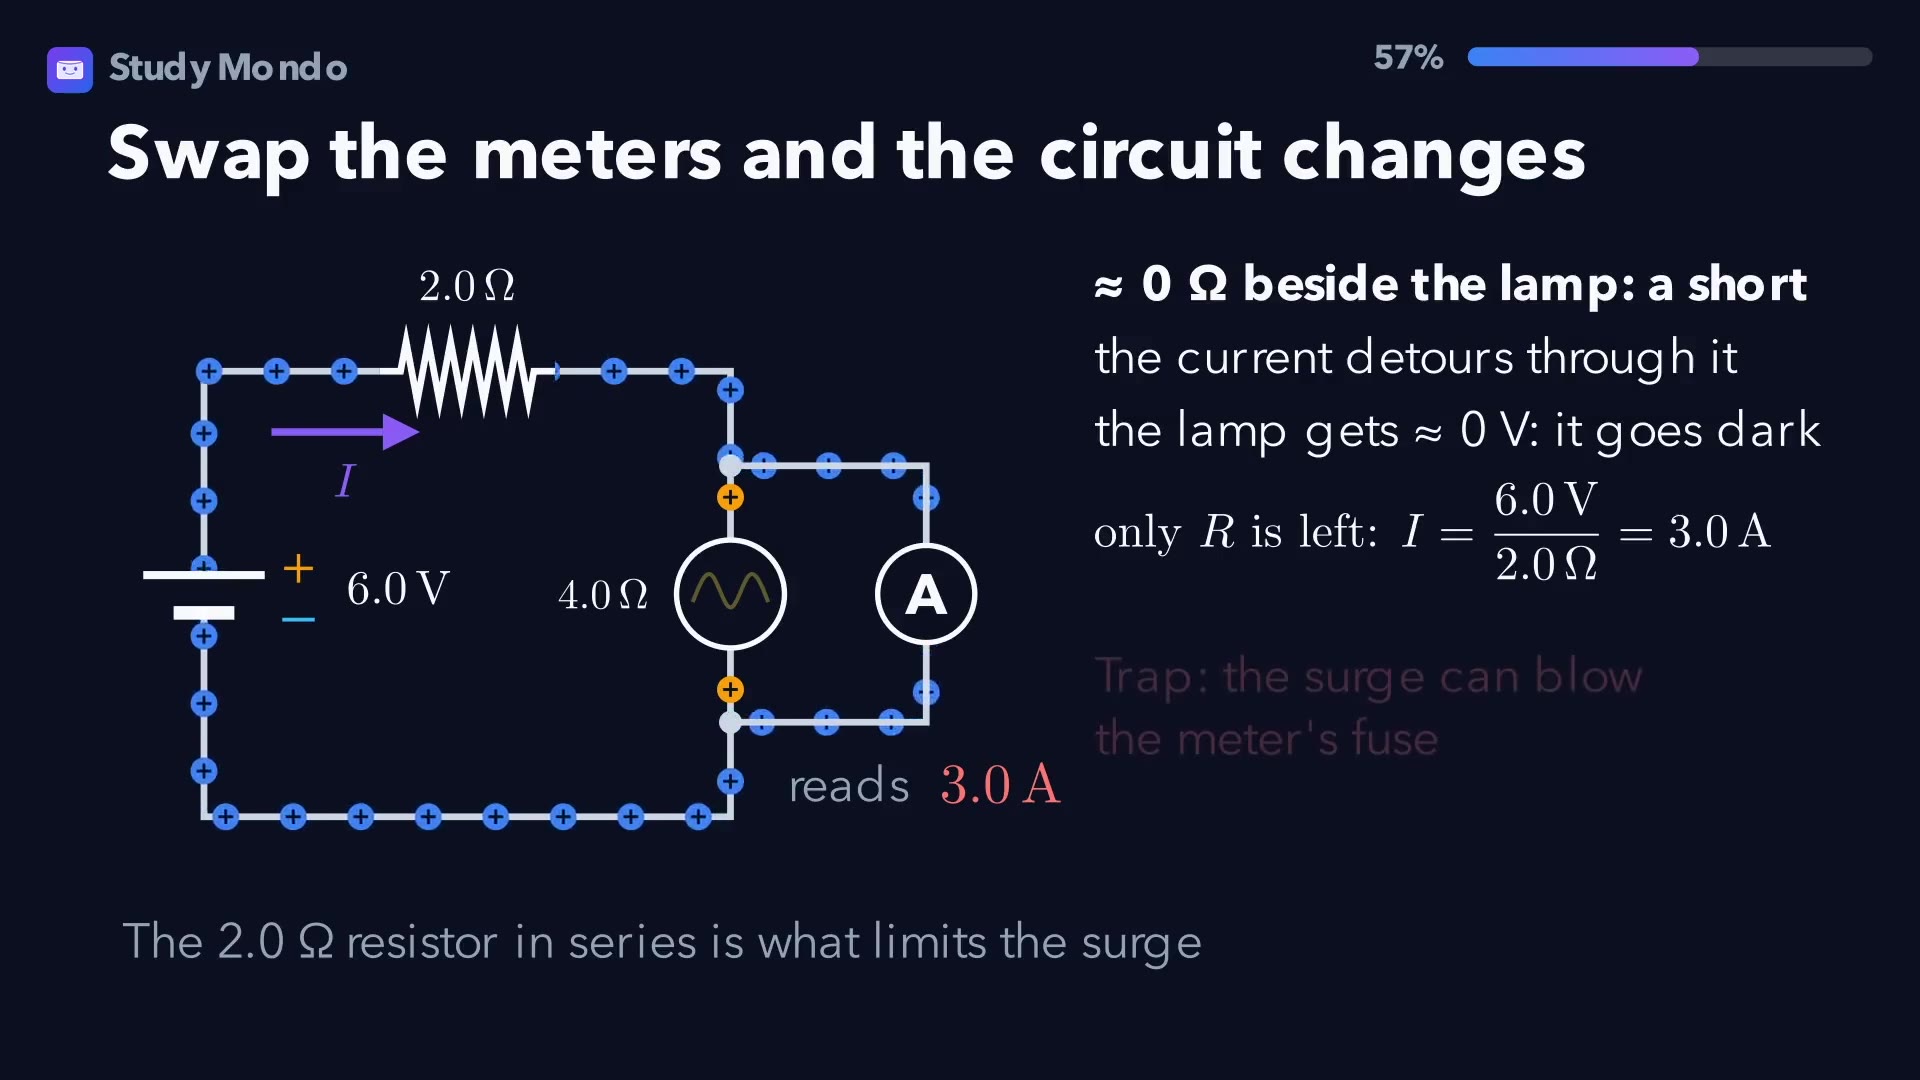 Study Mondo
57%
Swap the meters and the circuit changes
2.0 Ω
I
+
−
6.0 V
4.0 Ω
A
reads 3.0 A
≈ 0 Ω beside the lamp: a short
the current detours through it
the lamp gets ≈ 0 V: it goes dark
only R is left: I = 6.0 V / 2.0 Ω = 3.0 A
Trap: the surge can blow
the meter's fuse
The 2.0 Ω resistor in series is what limits the surge